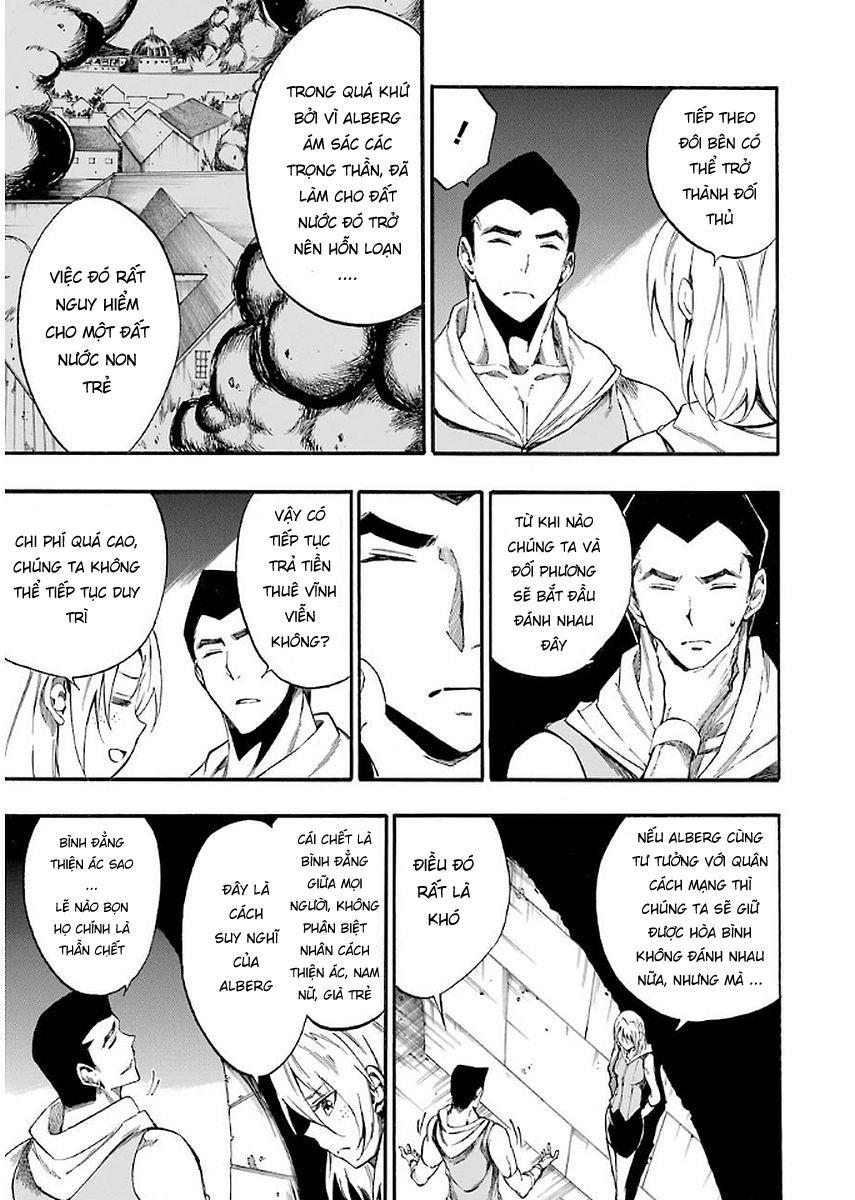 TIẾP THEO
ĐÔI BÊN CÓ
THỂ TRỞ
THÀNH ĐỐI
THỦ
!
TRONG QUÁ KHỨ
BỞI VÌ ALBERG
ÁM SÁC CÁC
TRỌNG THẦN, ĐÃ
LÀM CHO ĐẤT
NƯỚC ĐÓ TRỞ
NÊN HỖN LOẠN
....
VIỆC ĐÓ RẤT
NGUY HIỂM
CHO MỘT ĐẤT
NƯỚC NON
TRẺ
TỪ KHI NÀO
CHÚNG TA VÀ
ĐỐI PHƯƠNG
SẼ BẮT ĐẦU
ĐÁNH NHAU
ĐÂY
VẬY CÓ
TIẾP TỤC
TRẢ TIỀN
THUÊ VĨNH
VIỄN
KHÔNG?
CHI PHÍ QUÁ CAO,
CHÚNG TA KHÔNG
THỂ TIẾP TỤC DUY
TRÌ
NẾU ALBERG CÙNG
TƯ TƯỞNG VỚI QUÂN
CÁCH MẠNG THÌ
CHÚNG TA SẼ GIỮ
ĐƯỢC HÒA BÌNH
KHÔNG ĐÁNH NHAU
NỮA, NHƯNG MÀ ...
ĐIỀU ĐÓ
RẤT LÀ
KHÓ
CÁI CHẾT LÀ
BÌNH ĐẲNG
GIỮA MỌI
NGƯỜI, KHÔNG
PHÂN BIỆT
NHÂN CÁCH
THIỆN ÁC, NAM
NỮ, GIÀ TRẺ
ĐÂY LÀ
CÁCH
SUY NGHĨ
CỦA
ALBERG
BÌNH ĐẲNG
THIỆN ÁC SAO
...
LẼ NÀO BỌN
HỌ CHÍNH LÀ
THẦN CHẾT